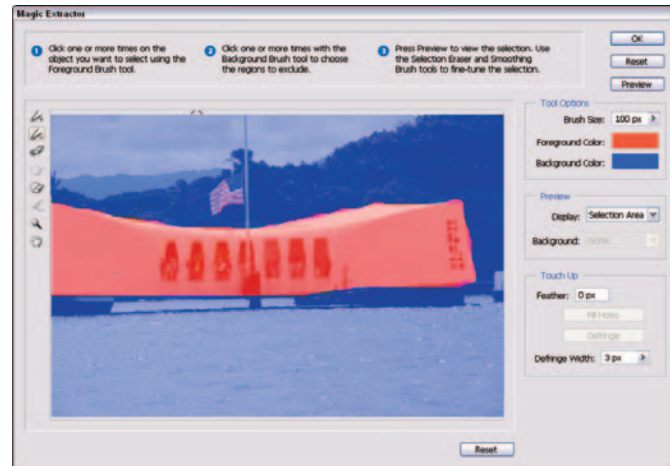 Magic Extractor
1 Click one or more times on the
object you want to select using the
Foreground Brush tool.
2 Click one or more times with the
Background Brush tool to choose
the regions to exclude.
3 Press Preview to view the selection. Use
the Selection Eraser and Smoothing
Brush tools to fine-tune the selection.
OK
Reset
Preview
Tool Options
Brush Size: 100 px
Foreground Color:
Background Color:
Preview
Display: Selection Area
Background: None
Touch Up
Feather: 0 px
Fill Holes
Defringe
Defringe Width: 3 px
Reset